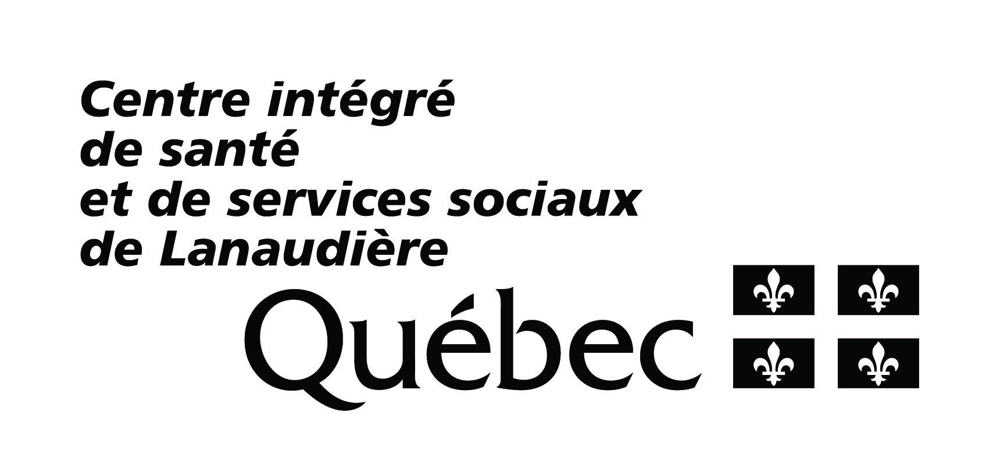 Centre intégré
de santé
et de services sociaux
de Lanaudière
Québec